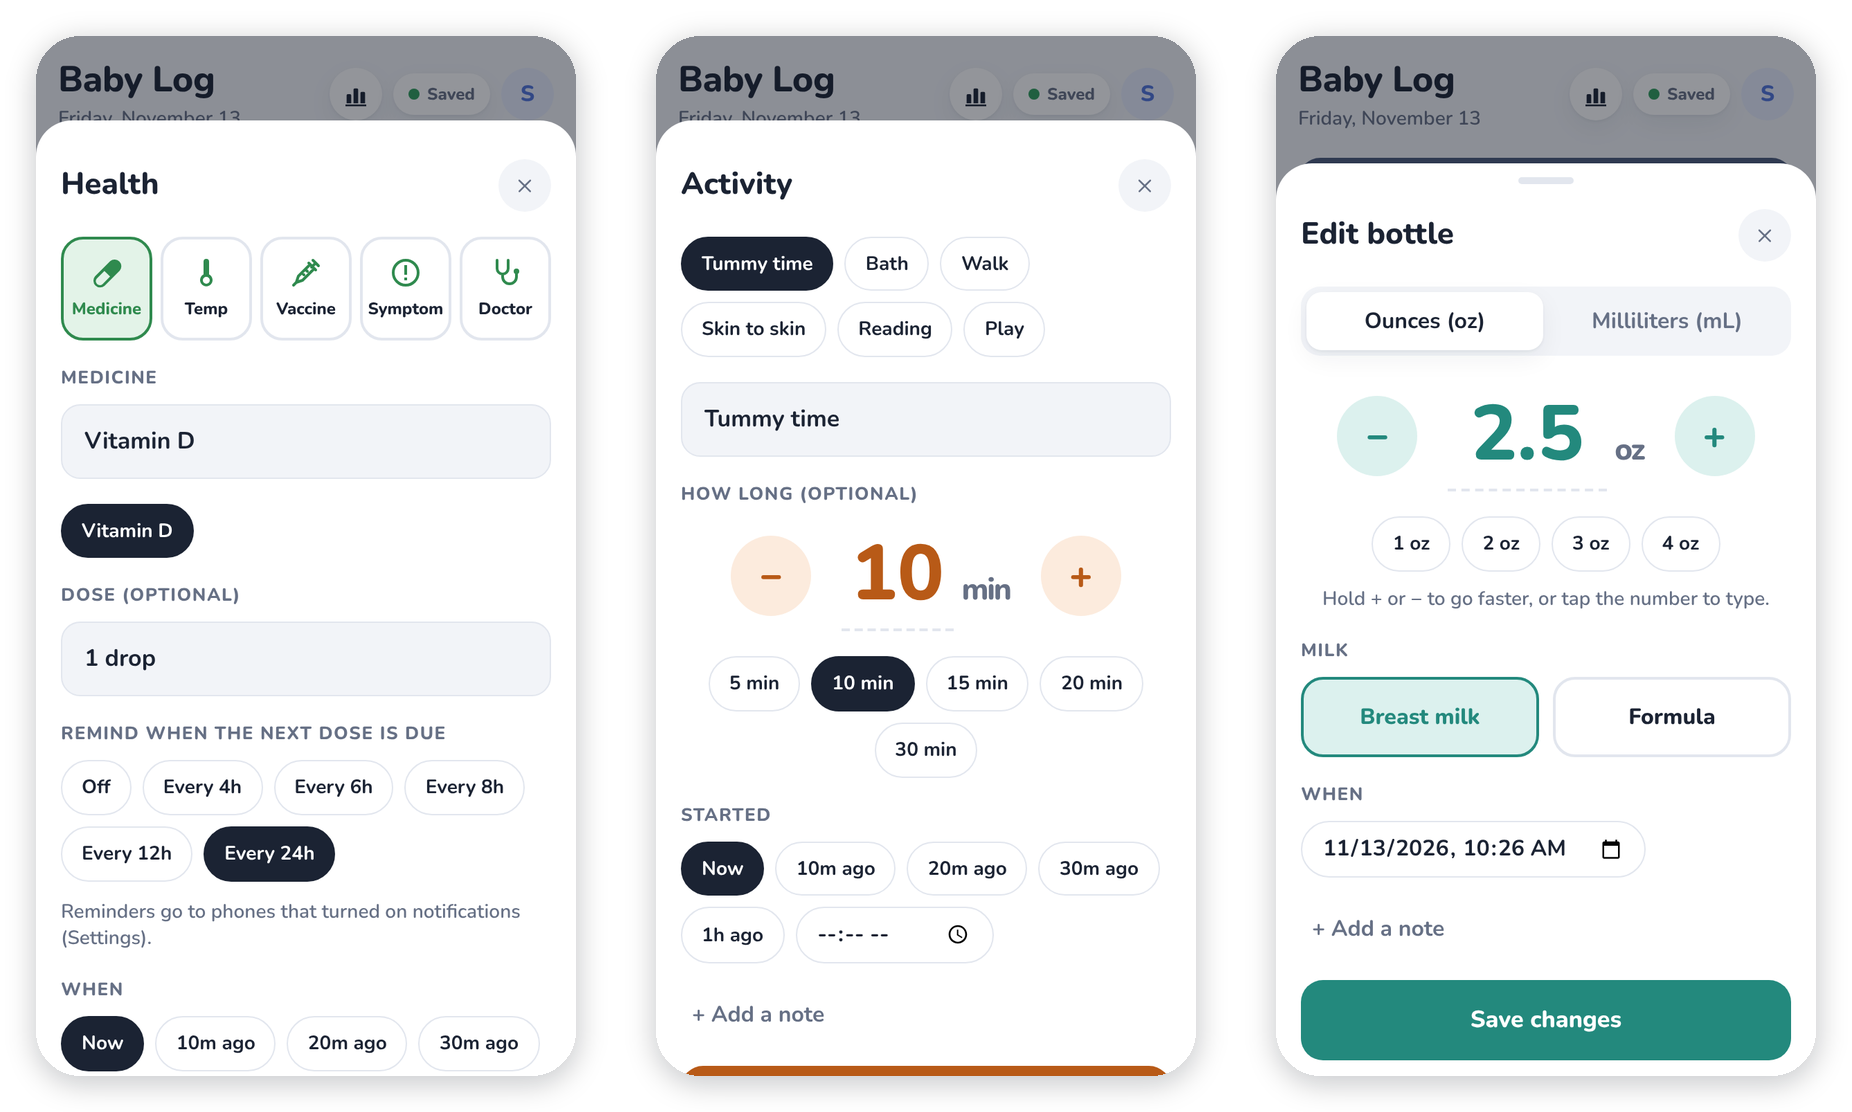 Baby Log
Saved
S
Friday, November 13
Health
Medicine
Temp
Vaccine
Symptom
Doctor
MEDICINE
Vitamin D
Vitamin D
DOSE (OPTIONAL)
1 drop
REMIND WHEN THE NEXT DOSE IS DUE
Off
Every 4h
Every 6h
Every 8h
Every 12h
Every 24h
Reminders go to phones that turned on notifications
(Settings).
WHEN
Now
10m ago
20m ago
30m ago
Baby Log
Saved
S
Friday, November 13
Activity
Tummy time
Bath
Walk
Skin to skin
Reading
Play
Tummy time
HOW LONG (OPTIONAL)
− 10 min +
5 min
10 min
15 min
20 min
30 min
STARTED
Now
10m ago
20m ago
30m ago
1h ago
--:-- --
+ Add a note
Baby Log
Saved
S
Friday, November 13
Edit bottle
Ounces (oz)
Milliliters (mL)
− 2.5 oz +
1 oz
2 oz
3 oz
4 oz
Hold + or − to go faster, or tap the number to type.
MILK
Breast milk
Formula
WHEN
11/13/2026, 10:26 AM
+ Add a note
Save changes